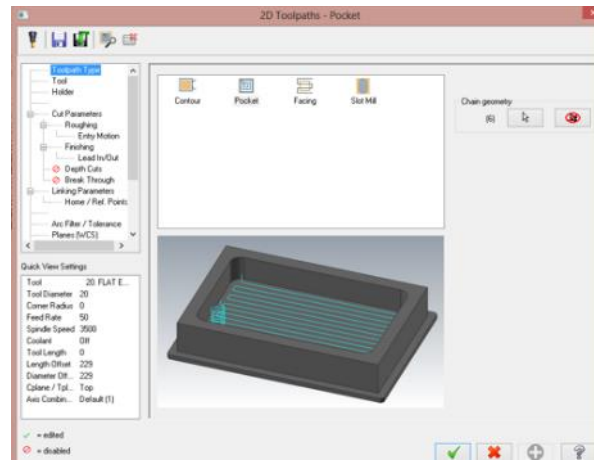 2D Toolpaths - Pocket
Toolpath Type
Tool
Holder
Cut Parameters
Roughing
Entry Motion
Finishing
Lead In/Out
Depth Cuts
Break Through
Linking Parameters
Home / Ref. Points
Arc Filter / Tolerance
Planes (WCS)
Contour
Pocket
Facing
Slot Mill
Chain geometry
(6)
Quick View Settings
Tool 20. FLAT E...
Tool Diameter 20
Corner Radius 0
Feed Rate 50
Spindle Speed 3500
Coolant Off
Tool Length 0
Length Offset 229
Diameter Off... 229
Cplane / Tpl... Top
Axis Combin... Default (1)
= edited
= disabled